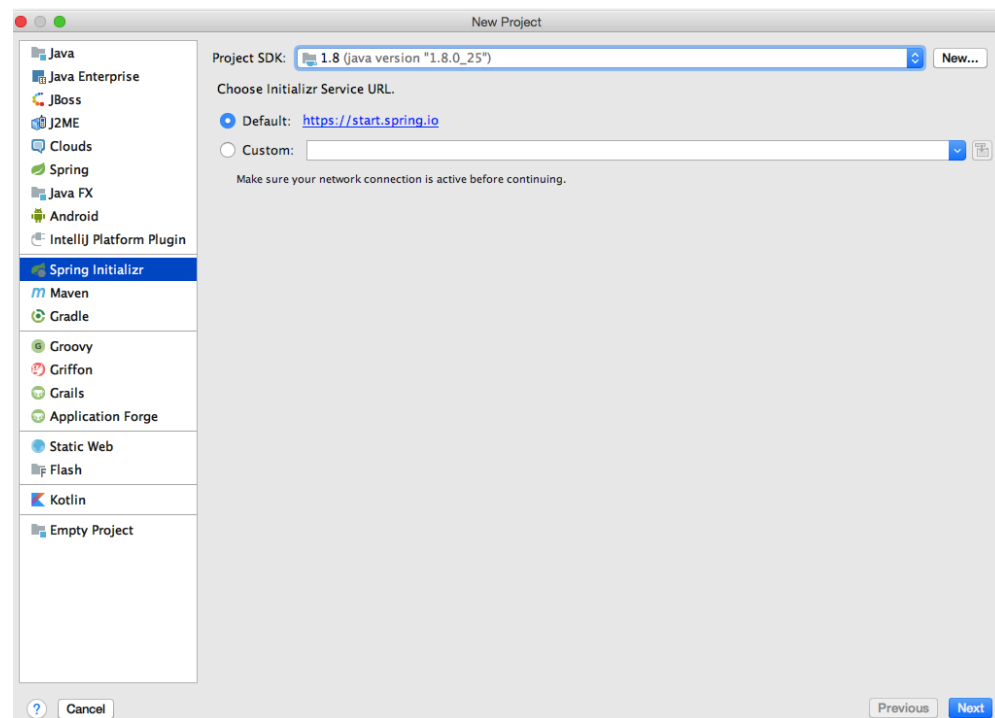 New Project
Java
Java Enterprise
JBoss
J2ME
Clouds
Spring
Java FX
Android
IntelliJ Platform Plugin
Spring Initializr
Maven
Gradle
Groovy
Griffon
Grails
Application Forge
Static Web
Flash
Kotlin
Empty Project
Project SDK: 1.8 (java version "1.8.0_25") New...
Choose Initializr Service URL.
Default: https://start.spring.io
Custom:
Make sure your network connection is active before continuing.
? Cancel Previous Next